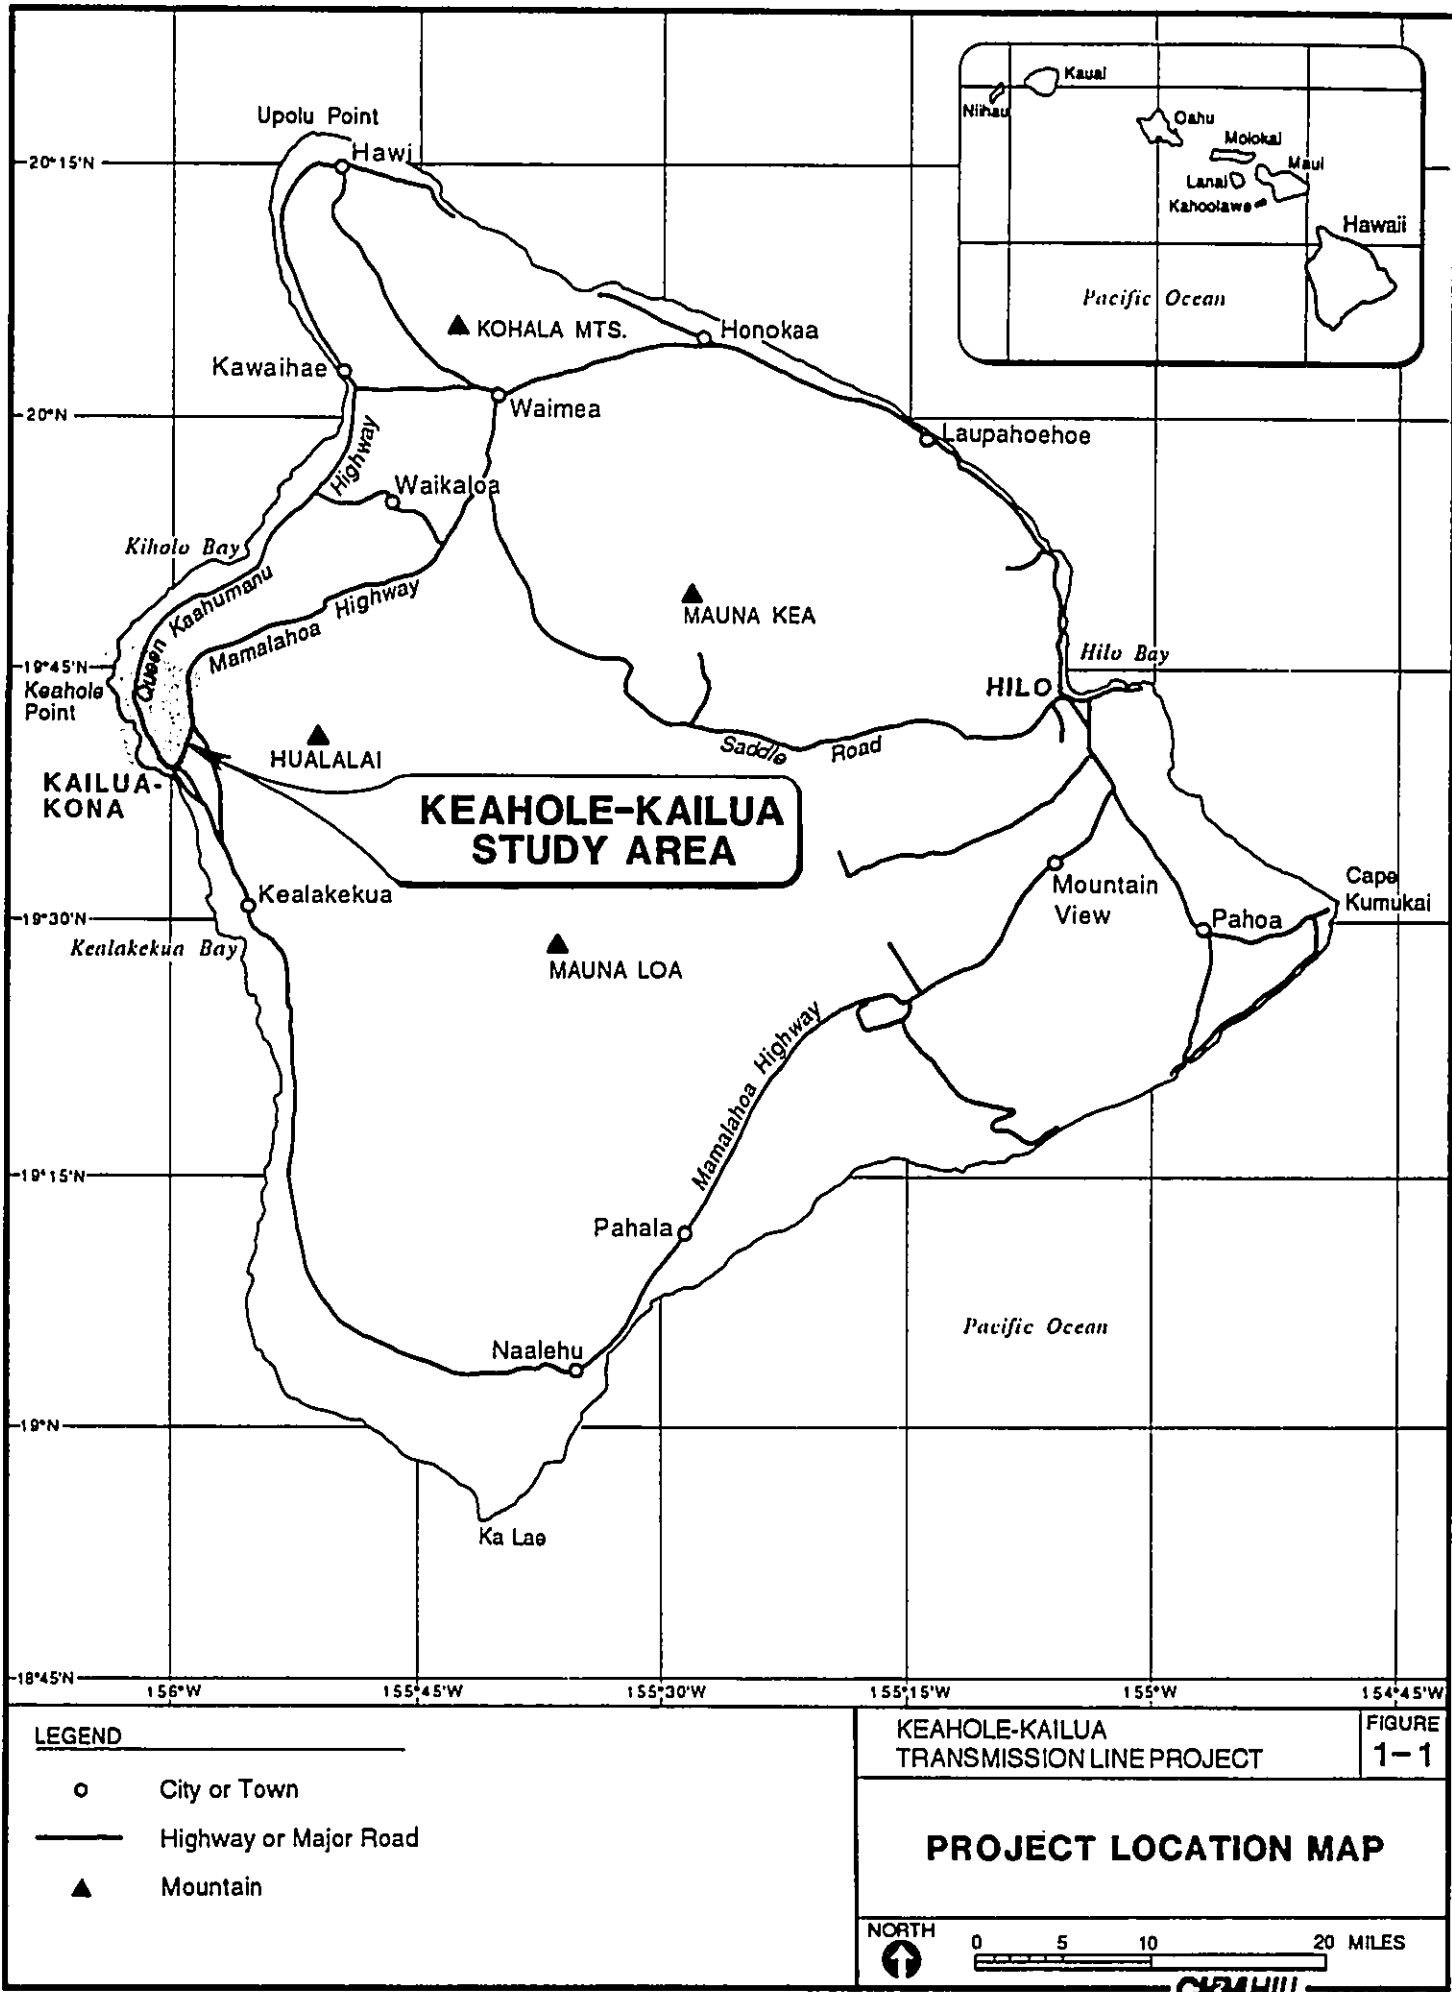 Kauai
Niihau
Oahu
Molokai
Maui
Lanai
Kahoolawe
Hawaii
Pacific Ocean
Upolu Point
Hawi
20°15'N
KOHALA MTS.
Honokaa
Kawaihae
Waimea
20°N
Laupahoehoe
Highway
Waikaloa
Kiholo Bay
Queen Kaahumanu
Mamalahoa Highway
MAUNA KEA
19°45'N
Keahole
Point
Hilo Bay
HILO
Saddle Road
HUALALAI
KAILUA-
KONA
KEAHOLE-KAILUA
STUDY AREA
Kealakekua
Mountain
View
Cape
Kumukai
19°30'N
Pahoa
Kealakekua Bay
MAUNA LOA
Mamalahoa Highway
19°15'N
Pahala
Pacific Ocean
Naalehu
19°N
Ka Lae
18°45'N
156°W
155°45'W
155°30'W
155°15'W
155°W
154°45'W
LEGEND
City or Town
Highway or Major Road
Mountain
KEAHOLE-KAILUA
TRANSMISSION LINE PROJECT
FIGURE
1-1
PROJECT LOCATION MAP
NORTH
0 5 10 20 MILES
CH2M HILL